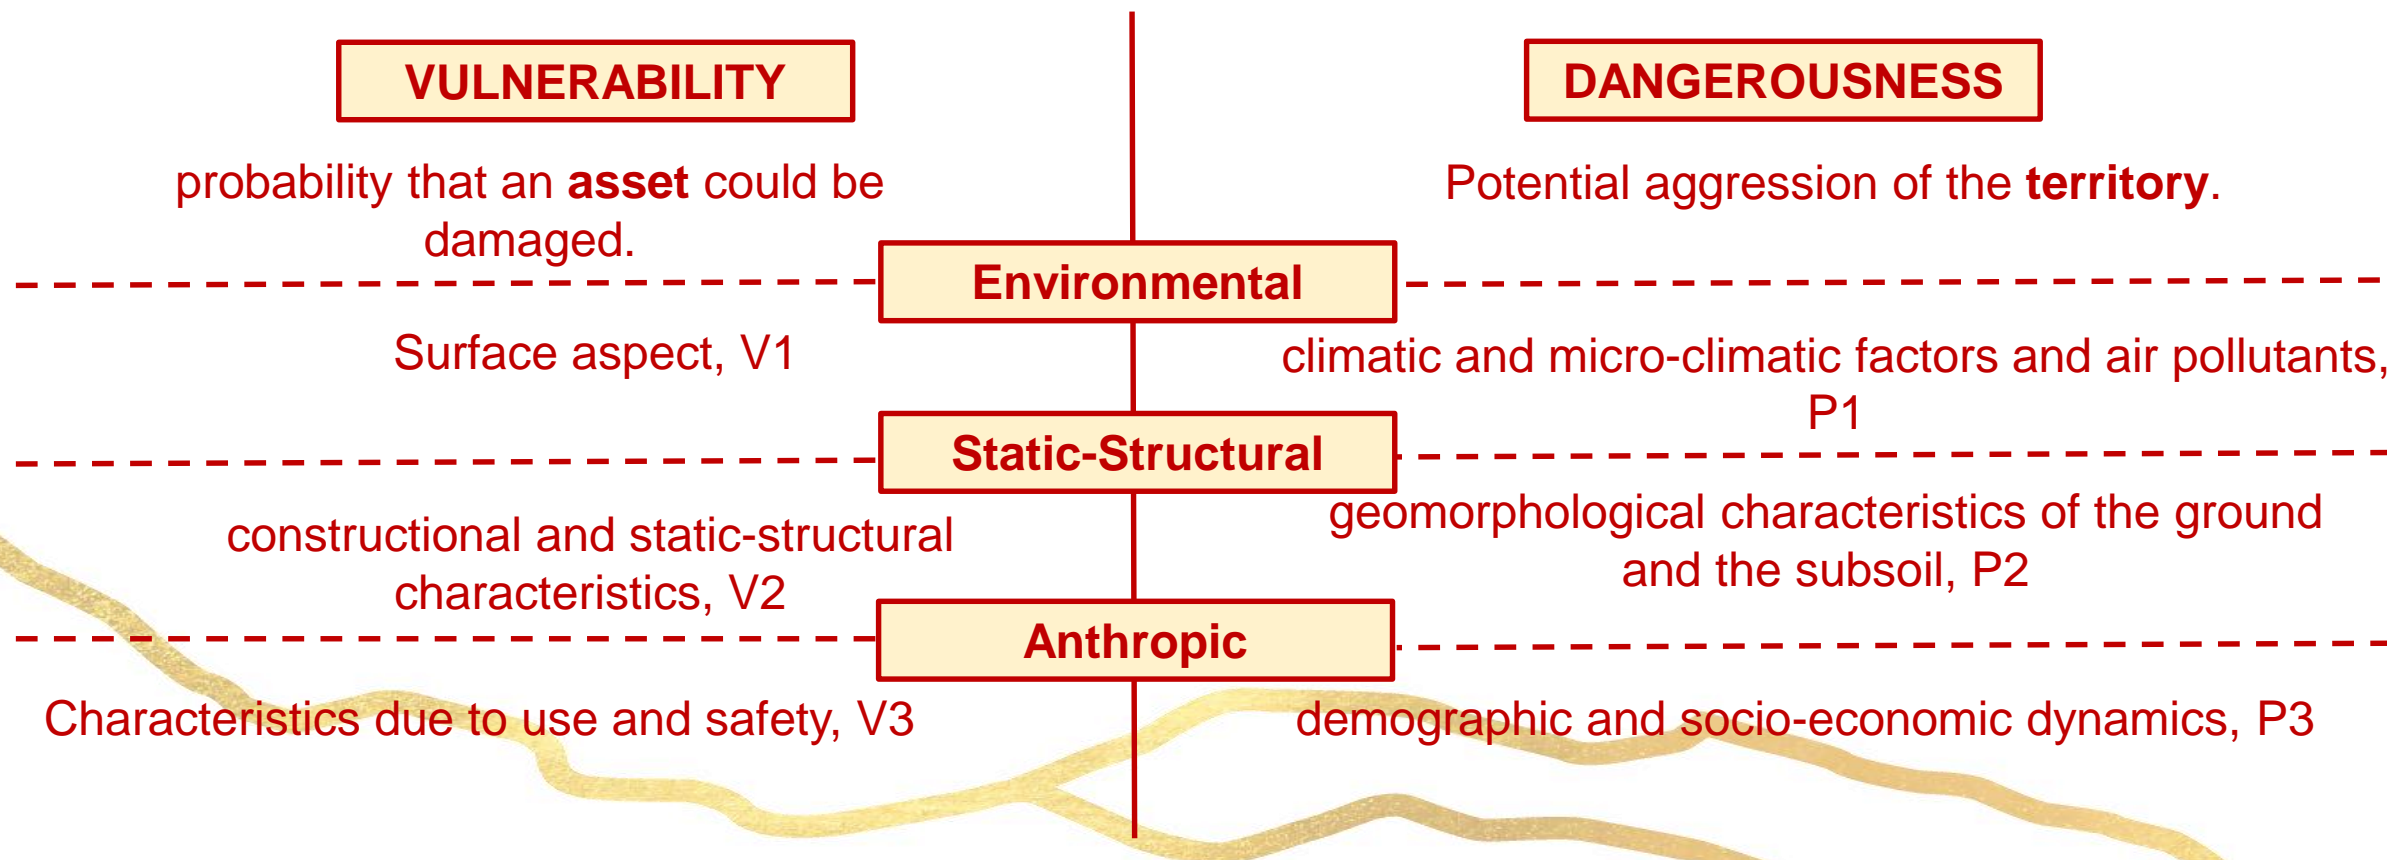 VULNERABILITY
DANGEROUSNESS
probability that an asset could be
damaged.
Potential aggression of the territory.
Environmental
Surface aspect, V1
climatic and micro-climatic factors and air pollutants,
P1
Static-Structural
constructional and static-structural
characteristics, V2
geomorphological characteristics of the ground
and the subsoil, P2
Anthropic
Characteristics due to use and safety, V3
demographic and socio-economic dynamics, P3